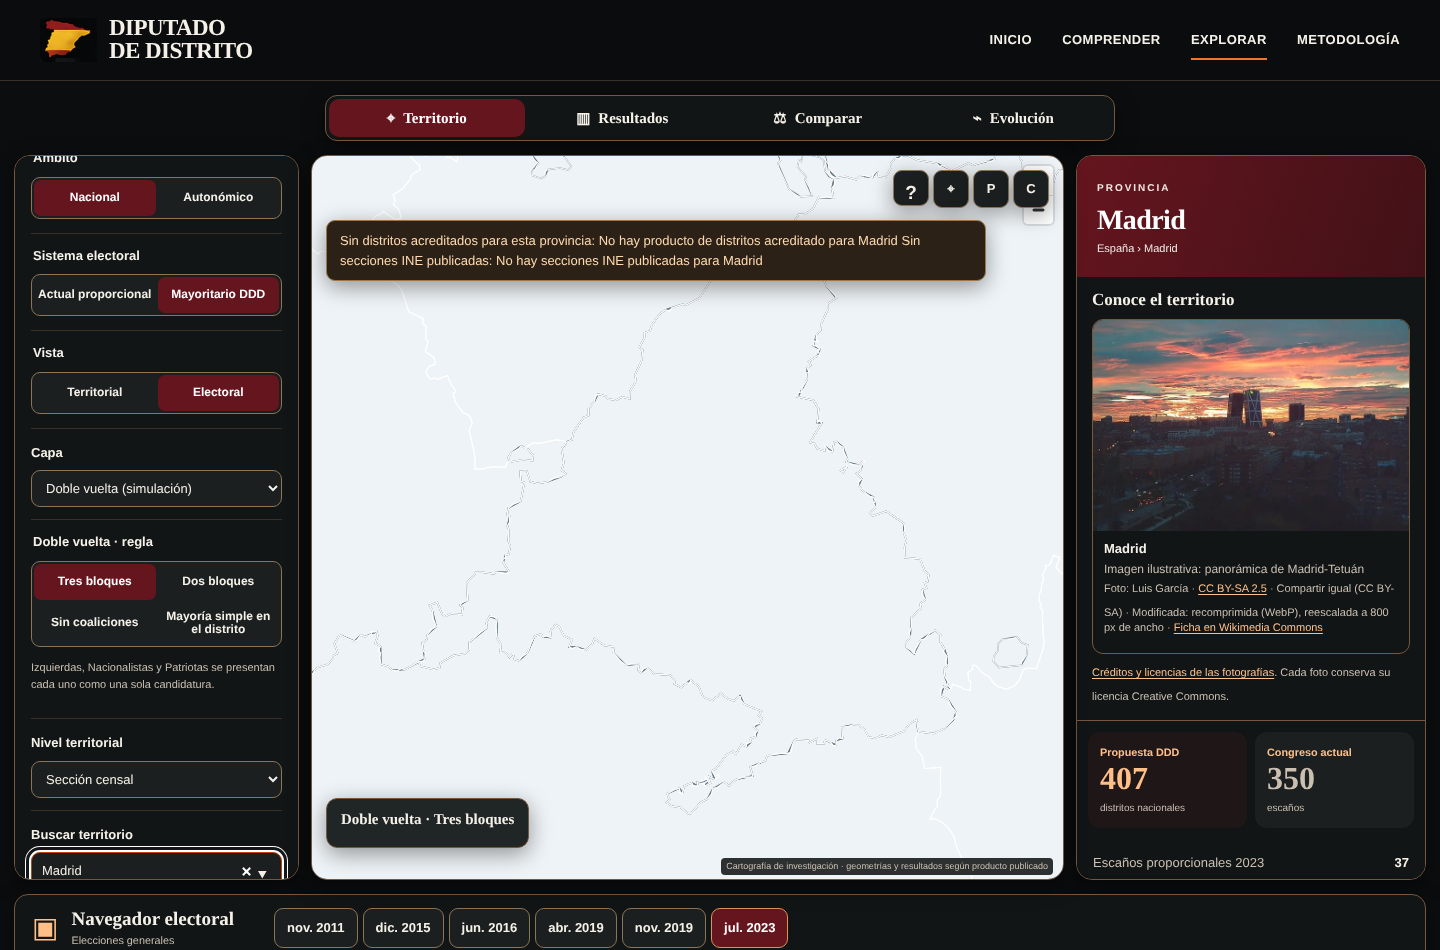 DIPUTADO
DE DISTRITO
INICIO
COMPRENDER
EXPLORAR
METODOLOGÍA
Territorio
Resultados
Comparar
Evolución
Ámbito
Nacional
Autonómico
Sistema electoral
Actual proporcional
Mayoritario DDD
Vista
Territorial
Electoral
Capa
Doble vuelta (simulación)
Doble vuelta · regla
Tres bloques
Dos bloques
Sin coaliciones
Mayoría simple en
el distrito
Izquierdas, Nacionalistas y Patriotas se presentan
cada uno como una sola candidatura.
Nivel territorial
Sección censal
Buscar territorio
Madrid
?
P
C
Sin distritos acreditados para esta provincia: No hay producto de distritos acreditado para Madrid Sin
secciones INE publicadas: No hay secciones INE publicadas para Madrid
Doble vuelta · Tres bloques
Cartografía de investigación · geometrías y resultados según producto publicado
PROVINCIA
Madrid
España › Madrid
Conoce el territorio
Madrid
Imagen ilustrativa: panorámica de Madrid-Tetuán
Foto: Luis García · CC BY-SA 2.5 · Compartir igual (CC BY-
SA) · Modificada: recomprimida (WebP), reescalada a 800
px de ancho · Ficha en Wikimedia Commons
Créditos y licencias de las fotografías. Cada foto conserva su
licencia Creative Commons.
Propuesta DDD
407
distritos nacionales
Congreso actual
350
escaños
Escaños proporcionales 2023
37
Navegador electoral
Elecciones generales
nov. 2011
dic. 2015
jun. 2016
abr. 2019
nov. 2019
jul. 2023